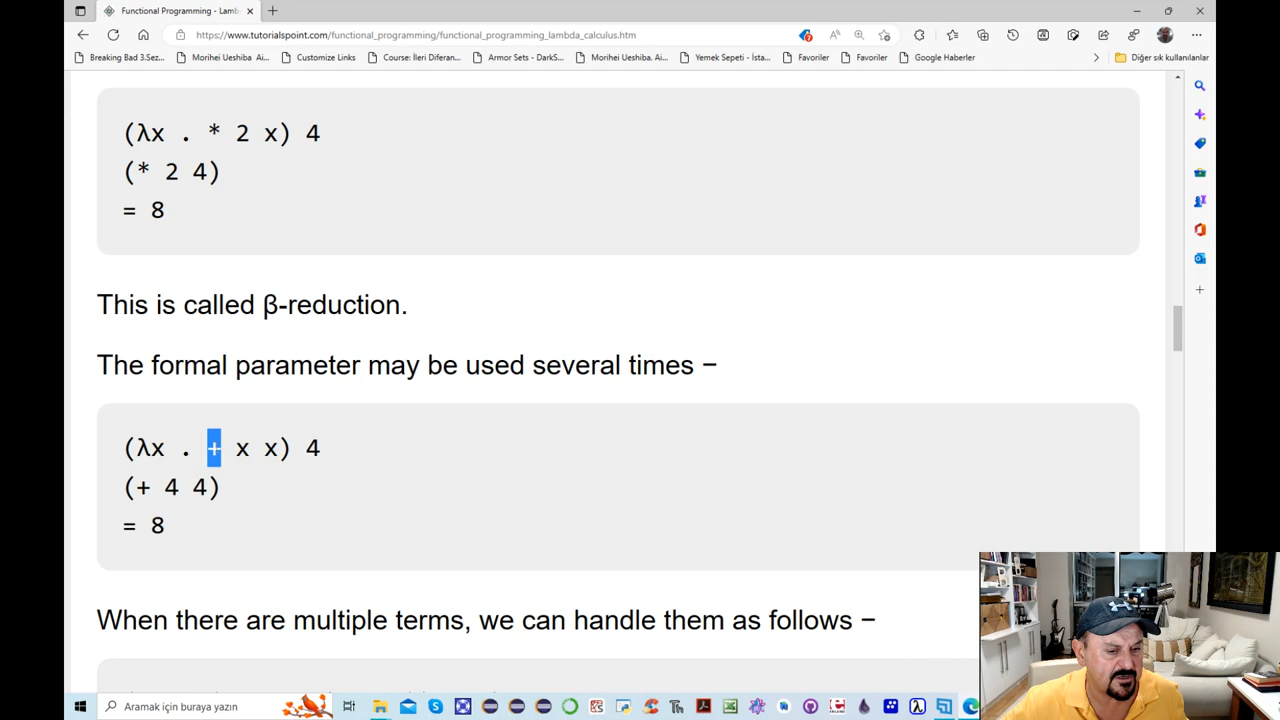 Functional Programming - Lamb
https://www.tutorialspoint.com/functional_programming/functional_programming_lambda_calculus.htm
Breaking Bad 3.Sez...
Morihei Ueshiba Ai...
Customize Links
Course: İleri Diferan...
Armor Sets - DarkS...
Morihei Ueshiba. Ai...
Yemek Sepeti - İsta...
Favoriler
Favoriler
Google Haberler
Diğer sık kullanılanlar
(λx . * 2 x) 4
(* 2 4)
= 8
This is called β-reduction.
The formal parameter may be used several times −
(λx . + x x) 4
(+ 4 4)
= 8
When there are multiple terms, we can handle them as follows −
Aramak için buraya yazın